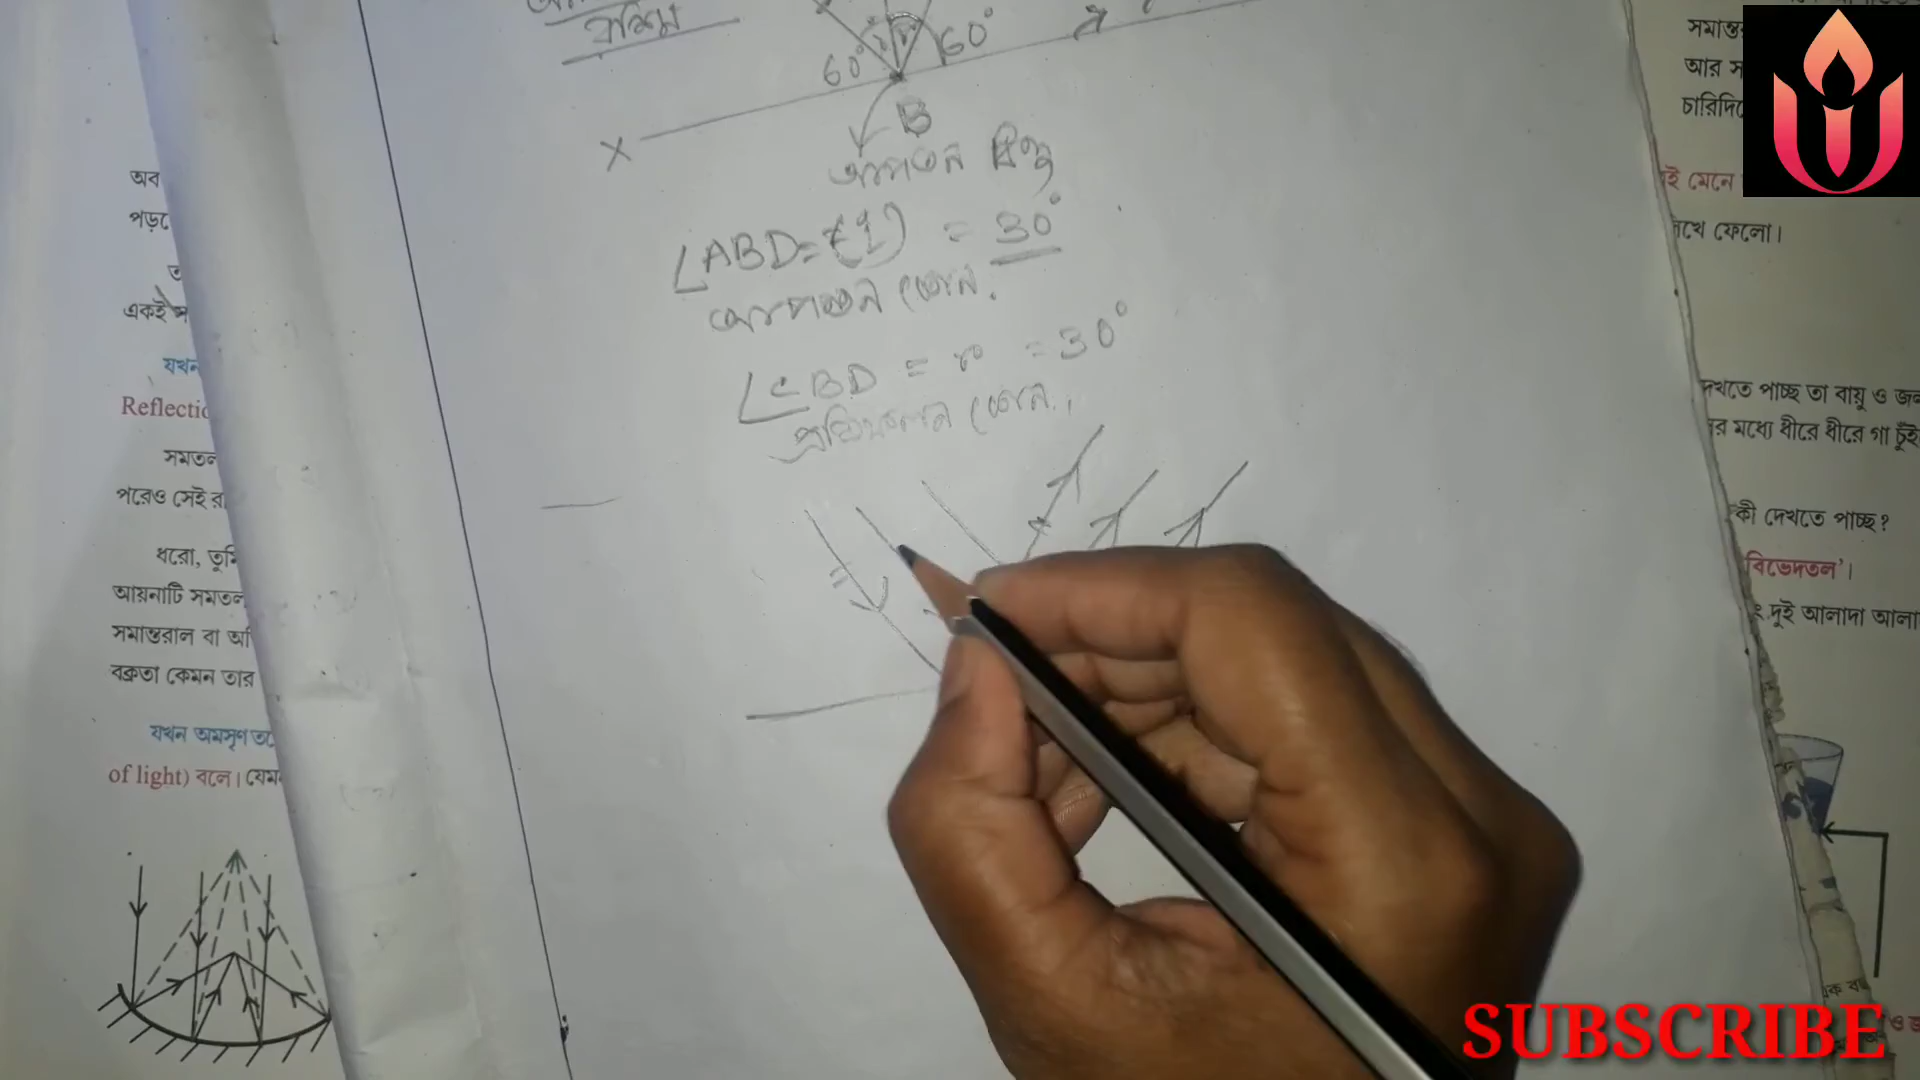 রশ্মি
60° 60°
B
X
আপতন বিন্দু
∠ABD=(i) = 30°
আপতন কোন.
∠CBD = r = 30°
প্রতিফলন কোন.
অব
পড়
একই
যখন
Reflectio
সমতল
পরেও সেই রা
ধরো, তুমি
আয়নাটি সমতল
সমান্তরাল বা অ
বক্রতা কেমন তার
যখন অমসৃণ ত
of light) বলে। যেম
সমান্ত
আর স
চারিদি
ই মেনে
লিখে ফেলো।
দেখতে পাচ্ছ তা বায়ু ও জল
র মধ্যে ধীরে ধীরে গা চুঁই
কী দেখতে পাচ্ছ?
বিভেদতল’।
ং দুই আলাদা আলা
SUBSCRIBE